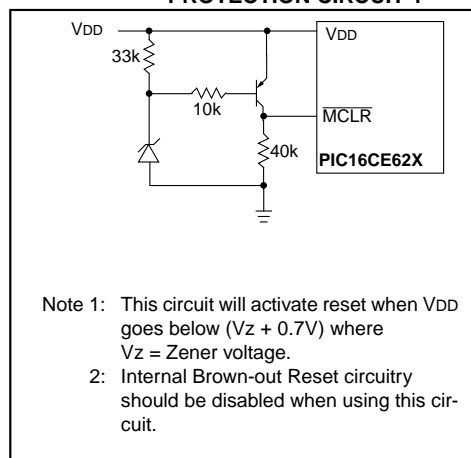 PROTECTION CIRCUIT 1
VDD
VDD
33k
10k
MCLR
40k
PIC16CE62X
Note 1: This circuit will activate reset when VDD
goes below (Vz + 0.7V) where
Vz = Zener voltage.
2: Internal Brown-out Reset circuitry
should be disabled when using this cir-
cuit.